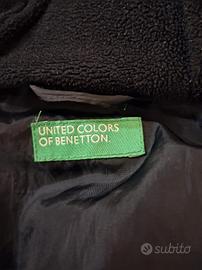 UNITED COLORS
OF BENETTON.
subito